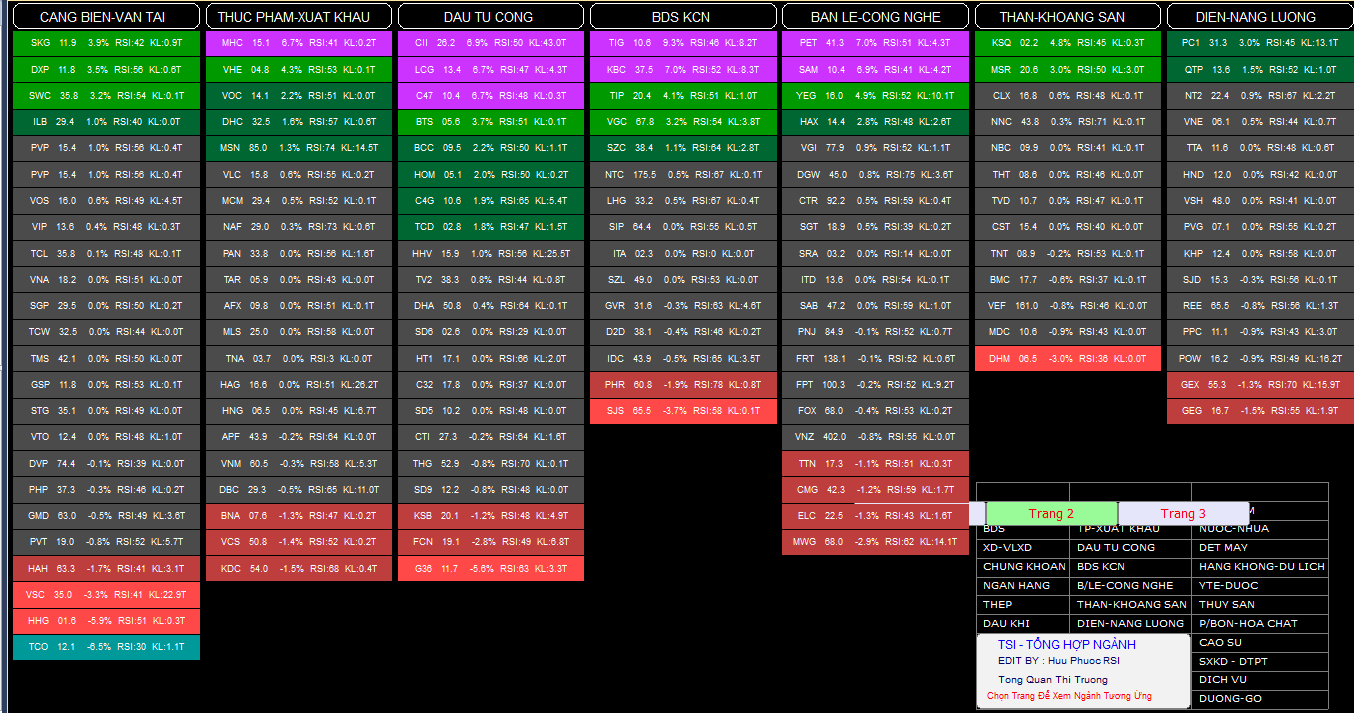 CANG BIEN-VAN TAI
SKG 11.9 3.9% RSI:42 KL:0.9T
DXP 11.8 3.5% RSI:56 KL:0.6T
SWC 35.8 3.2% RSI:54 KL:0.1T
ILB 29.4 1.0% RSI:40 KL:0.0T
PVP 15.4 1.0% RSI:56 KL:0.4T
PVP 15.4 1.0% RSI:56 KL:0.4T
VOS 16.0 0.6% RSI:49 KL:4.5T
VIP 13.6 0.4% RSI:48 KL:0.3T
TCL 35.8 0.1% RSI:48 KL:0.1T
VNA 18.2 0.0% RSI:51 KL:0.0T
SGP 29.5 0.0% RSI:50 KL:0.2T
TCW 32.5 0.0% RSI:44 KL:0.0T
TMS 42.1 0.0% RSI:50 KL:0.0T
GSP 11.8 0.0% RSI:53 KL:0.1T
STG 35.1 0.0% RSI:49 KL:0.0T
VTO 12.4 0.0% RSI:48 KL:1.0T
DVP 74.4 -0.1% RSI:39 KL:0.0T
PHP 37.3 -0.3% RSI:46 KL:0.2T
GMD 63.0 -0.5% RSI:49 KL:3.6T
PVT 19.0 -0.8% RSI:52 KL:5.7T
HAH 63.3 -1.7% RSI:41 KL:3.1T
VSC 35.0 -3.3% RSI:41 KL:22.9T
HHG 01.6 -5.9% RSI:51 KL:0.3T
TCO 12.1 -6.5% RSI:30 KL:1.1T
THUC PHAM-XUAT KHAU
MHC 15.1 6.7% RSI:41 KL:0.2T
VHE 04.8 4.3% RSI:53 KL:0.1T
VOC 14.1 2.2% RSI:51 KL:0.0T
DHC 32.5 1.6% RSI:57 KL:0.6T
MSN 85.0 1.3% RSI:74 KL:14.5T
VLC 15.8 0.6% RSI:55 KL:0.2T
MCM 29.4 0.5% RSI:52 KL:0.1T
NAF 29.0 0.3% RSI:73 KL:0.6T
PAN 33.8 0.0% RSI:56 KL:1.6T
TAR 05.9 0.0% RSI:43 KL:0.0T
AFX 09.8 0.0% RSI:51 KL:0.1T
MLS 25.0 0.0% RSI:58 KL:0.0T
TNA 03.7 0.0% RSI:3 KL:0.0T
HAG 16.6 0.0% RSI:51 KL:26.2T
HNG 06.5 0.0% RSI:45 KL:6.7T
APF 43.9 -0.2% RSI:64 KL:0.0T
VNM 60.5 -0.3% RSI:58 KL:5.3T
DBC 29.3 -0.5% RSI:65 KL:11.0T
BNA 07.6 -1.3% RSI:47 KL:0.2T
VCS 50.8 -1.4% RSI:52 KL:0.2T
KDC 54.0 -1.5% RSI:68 KL:0.4T
DAU TU CONG
CII 26.2 6.9% RSI:50 KL:43.0T
LCG 13.4 6.7% RSI:47 KL:4.3T
C47 10.4 6.7% RSI:48 KL:0.3T
BTS 05.6 3.7% RSI:51 KL:0.1T
BCC 09.5 2.2% RSI:50 KL:1.1T
HOM 05.1 2.0% RSI:50 KL:0.2T
C4G 10.6 1.9% RSI:65 KL:5.4T
TCD 02.8 1.8% RSI:47 KL:1.5T
HHV 15.9 1.0% RSI:56 KL:25.5T
TV2 38.3 0.8% RSI:44 KL:0.8T
DHA 50.8 0.4% RSI:64 KL:0.1T
SD6 02.6 0.0% RSI:29 KL:0.0T
HT1 17.1 0.0% RSI:66 KL:2.0T
C32 17.8 0.0% RSI:37 KL:0.0T
SD5 10.2 0.0% RSI:48 KL:0.0T
CTI 27.3 -0.2% RSI:64 KL:1.6T
THG 52.9 -0.8% RSI:70 KL:0.1T
SD9 12.2 -0.8% RSI:48 KL:0.0T
KSB 20.1 -1.2% RSI:48 KL:4.9T
FCN 19.1 -2.8% RSI:49 KL:6.8T
G36 11.7 -5.6% RSI:63 KL:3.3T
BDS KCN
TIG 10.6 9.3% RSI:46 KL:8.2T
KBC 37.5 7.0% RSI:52 KL:8.3T
TIP 20.4 4.1% RSI:51 KL:1.0T
VGC 67.8 3.2% RSI:54 KL:3.8T
SZC 38.4 1.1% RSI:64 KL:2.8T
NTC 175.5 0.5% RSI:67 KL:0.1T
LHG 33.2 0.5% RSI:67 KL:0.4T
SIP 64.4 0.0% RSI:55 KL:0.5T
ITA 02.3 0.0% RSI:0 KL:0.0T
SZL 49.0 0.0% RSI:53 KL:0.0T
GVR 31.6 -0.3% RSI:63 KL:4.6T
D2D 38.1 -0.4% RSI:46 KL:0.2T
IDC 43.9 -0.5% RSI:65 KL:3.5T
PHR 60.8 -1.9% RSI:78 KL:0.8T
SJS 65.5 -3.7% RSI:58 KL:0.1T
BAN LE-CONG NGHE
PET 41.3 7.0% RSI:51 KL:4.3T
SAM 10.4 6.9% RSI:41 KL:4.2T
YEG 16.0 4.9% RSI:52 KL:10.1T
HAX 14.4 2.8% RSI:48 KL:2.6T
VGI 77.9 0.9% RSI:52 KL:1.1T
DGW 45.0 0.8% RSI:75 KL:3.6T
CTR 92.2 0.5% RSI:59 KL:0.4T
SGT 18.9 0.5% RSI:39 KL:0.2T
SRA 03.2 0.0% RSI:14 KL:0.0T
ITD 13.6 0.0% RSI:54 KL:0.1T
SAB 47.2 0.0% RSI:59 KL:1.0T
PNJ 84.9 -0.1% RSI:52 KL:0.7T
FRT 138.1 -0.1% RSI:52 KL:0.6T
FPT 100.3 -0.2% RSI:52 KL:9.2T
FOX 68.0 -0.4% RSI:53 KL:0.2T
VNZ 402.0 -0.8% RSI:55 KL:0.0T
TTN 17.3 -1.1% RSI:51 KL:0.3T
CMG 42.3 -1.2% RSI:59 KL:1.7T
ELC 22.5 -1.3% RSI:43 KL:1.6T
MWG 68.0 -2.9% RSI:62 KL:14.1T
THAN-KHOANG SAN
KSQ 02.2 4.8% RSI:45 KL:0.3T
MSR 20.6 3.0% RSI:50 KL:3.0T
CLX 16.8 0.6% RSI:48 KL:0.1T
NNC 43.8 0.3% RSI:71 KL:0.1T
NBC 09.9 0.0% RSI:41 KL:0.1T
THT 08.6 0.0% RSI:46 KL:0.0T
TVD 10.7 0.0% RSI:47 KL:0.1T
CST 15.4 0.0% RSI:40 KL:0.0T
TNT 08.9 -0.2% RSI:53 KL:0.1T
BMC 17.7 -0.6% RSI:37 KL:0.1T
VEF 161.0 -0.8% RSI:46 KL:0.0T
MDC 10.6 -0.9% RSI:43 KL:0.0T
DHM 06.5 -3.0% RSI:36 KL:0.0T
DIEN-NANG LUONG
PC1 31.3 3.0% RSI:45 KL:13.1T
QTP 13.6 1.5% RSI:52 KL:1.0T
NT2 22.4 0.9% RSI:67 KL:2.2T
VNE 06.1 0.5% RSI:44 KL:0.7T
TTA 11.6 0.0% RSI:48 KL:0.6T
HND 12.0 0.0% RSI:42 KL:0.0T
VSH 48.0 0.0% RSI:41 KL:0.0T
PVG 07.1 0.0% RSI:55 KL:0.2T
KHP 12.4 0.0% RSI:58 KL:0.0T
SJD 15.3 -0.3% RSI:56 KL:0.1T
REE 65.5 -0.8% RSI:56 KL:1.3T
PPC 11.1 -0.9% RSI:43 KL:3.0T
POW 16.2 -0.9% RSI:49 KL:16.2T
GEX 55.3 -1.3% RSI:70 KL:15.9T
GEG 16.7 -1.5% RSI:55 KL:1.9T
Trang 2 Trang 3
BDS TP-XUAT KHAU NUOC-NHUA
XD-VLXD DAU TU CONG DET MAY
CHUNG KHOAN BDS KCN HANG KHONG-DU LICH
NGAN HANG B/LE-CONG NGHE YTE-DUOC
THEP THAN-KHOANG SAN THUY SAN
DAU KHI DIEN-NANG LUONG P/BON-HOA CHAT
CAO SU
SXKD - DTPT
DICH VU
DUONG-GO
TSI - TỔNG HỢP NGÀNH
EDIT BY : Huu Phuoc RSI
Tong Quan Thi Truong
Chọn Trang Để Xem Ngành Tương Ứng